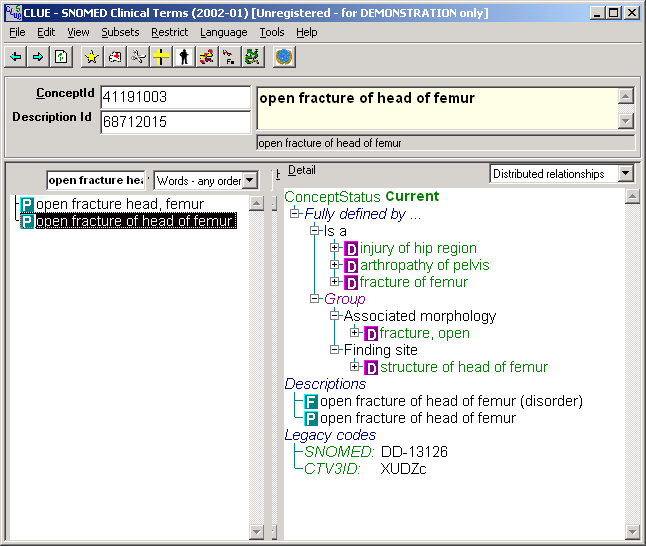 CLUE - SNOMED Clinical Terms (2002-01) [Unregistered - for DEMONSTRATION only]
File Edit View Subsets Restrict Language Tools Help
ConceptId 41191003
Description Id 68712015
open fracture of head of femur
open fracture of head of femur
open fracture hea
Words - any order
Detail
Distributed relationships
P open fracture head, femur
P open fracture of head of femur
ConceptStatus Current
Fully defined by ...
Is a
D injury of hip region
D arthropathy of pelvis
D fracture of femur
Group
Associated morphology
D fracture, open
Finding site
D structure of head of femur
Descriptions
F open fracture of head of femur (disorder)
P open fracture of head of femur
Legacy codes
SNOMED: DD-13126
CTV3ID: XUDZc